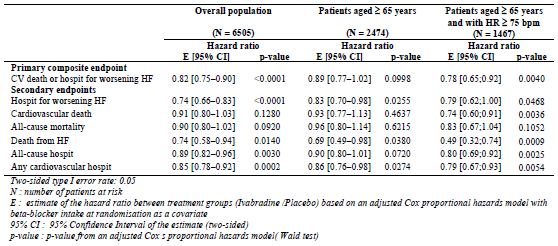 Overall population Patients aged ≥ 65 years Patients aged ≥ 65 years
and with HR ≥ 75 bpm
(N = 6505) (N = 2474) (N = 1467)
Hazard ratio Hazard ratio Hazard ratio
E [95% CI] p-value E [95% CI] p-value E [95% CI] p-value
Primary composite endpoint
CV death or hospit for worsening HF 0.82 [0.75–0.90] <0.0001 0.89 [0.77–1.02] 0.0998 0.78 [0.65;0.92] 0.0040
Secondary endpoints
Hospit for worsening HF 0.74 [0.66–0.83] <0.0001 0.83 [0.70–0.98] 0.0255 0.79 [0.62;1.00] 0.0468
Cardiovascular death 0.91 [0.80–1.03] 0.1280 0.93 [0.77–1.13] 0.4637 0.74 [0.60;0.91] 0.0036
All-cause mortality 0.90 [0.80–1.02] 0.0920 0.96 [0.80–1.14] 0.6215 0.83 [0.67;1.04] 0.1052
Death from HF 0.74 [0.58–0.94] 0.0140 0.69 [0.49–0.98] 0.0380 0.49 [0.32;0.74] 0.0009
All-cause hospit 0.89 [0.82–0.96] 0.0030 0.90 [0.80–1.01] 0.0720 0.80 [0.69;0.92] 0.0025
Any cardiovascular hospit 0.85 [0.78–0.92] 0.0002 0.86 [0.76–0.98] 0.0274 0.79 [0.67;0.93] 0.0054
Two-sided type I error rate: 0.05
N : number of patients at risk
E : estimate of the hazard ratio between treatment groups (Ivabradine /Placebo) based on an adjusted Cox proportional hazards model with
beta-blocker intake at randomisation as a covariate
95% CI : 95% Confidence Interval of the estimate (two-sided)
p-value : p-value from an adjusted Cox s proportional hazards model( Wald test)